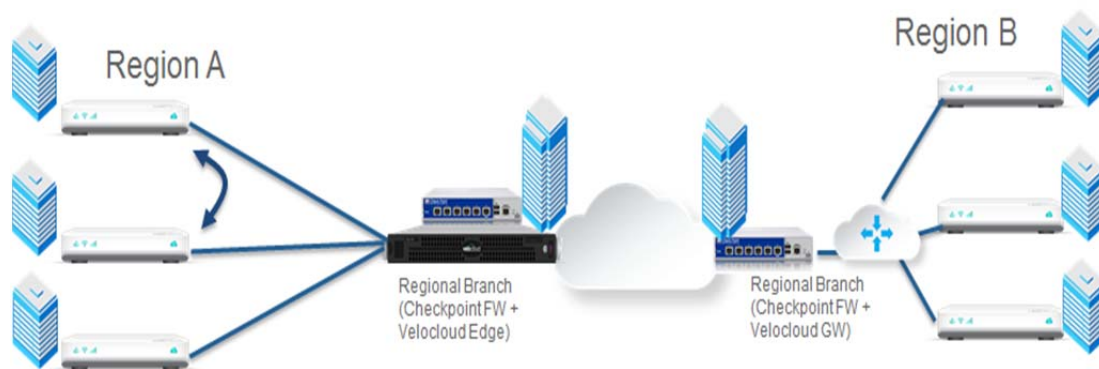 Region A
Region B
Regional Branch
(Checkpoint FW +
Velocloud Edge)
Regional Branch
(Checkpoint FW +
Velocloud GW)